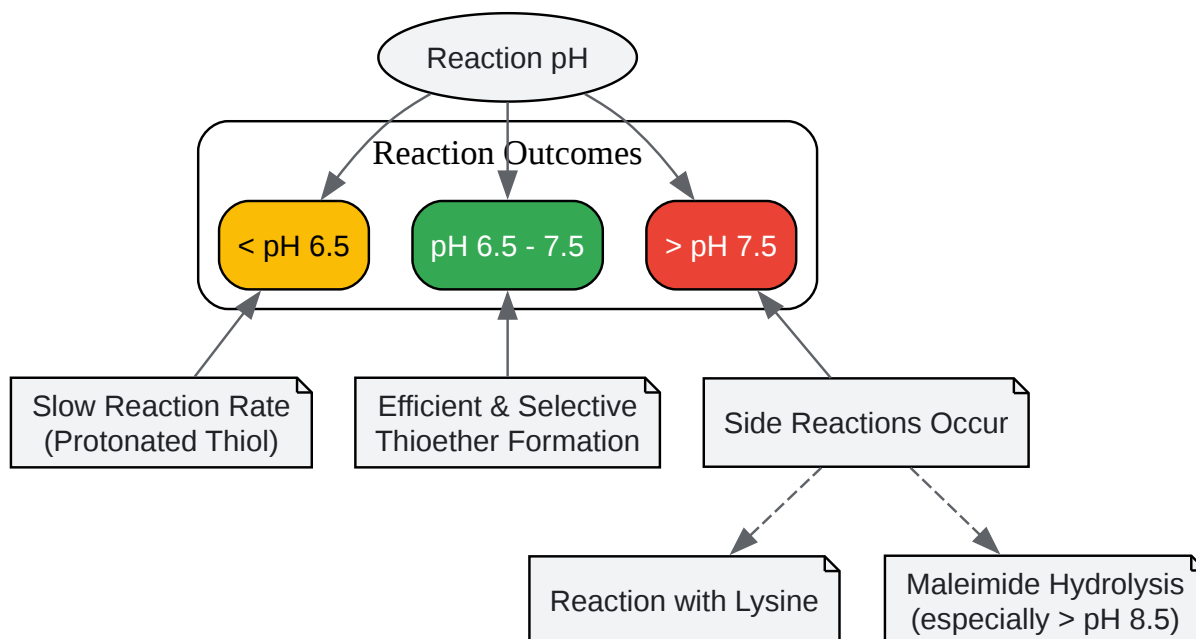 Reaction pH
Reaction Outcomes
< pH 6.5
pH 6.5 - 7.5
> pH 7.5
Slow Reaction Rate
(Protonated Thiol)
Efficient & Selective
Thioether Formation
Side Reactions Occur
Reaction with Lysine
Maleimide Hydrolysis
(especially > pH 8.5)